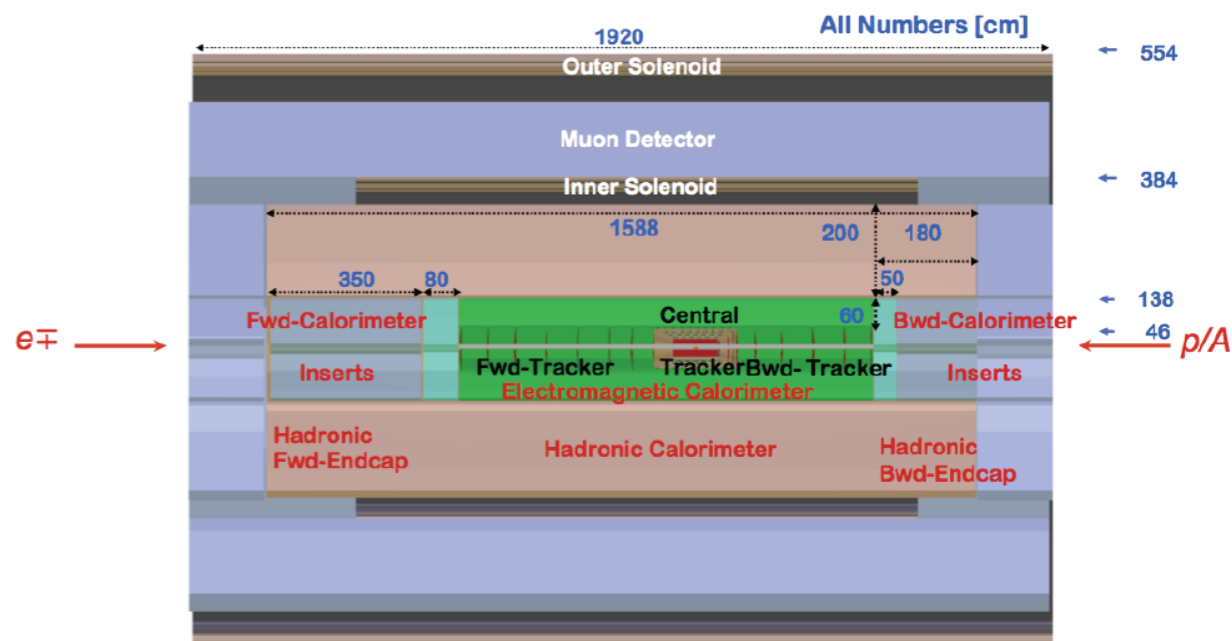 All Numbers [cm]
1920
554
Outer Solenoid
Muon Detector
Inner Solenoid
384
1588
200
180
350
80
50
138
Central
60
Fwd-Calorimeter
Bwd-Calorimeter
46
e∓
p/A
Fwd-Tracker
Tracker
Bwd- Tracker
Inserts
Inserts
Electromagnetic Calorimeter
Hadronic
Fwd-Endcap
Hadronic Calorimeter
Hadronic
Bwd-Endcap